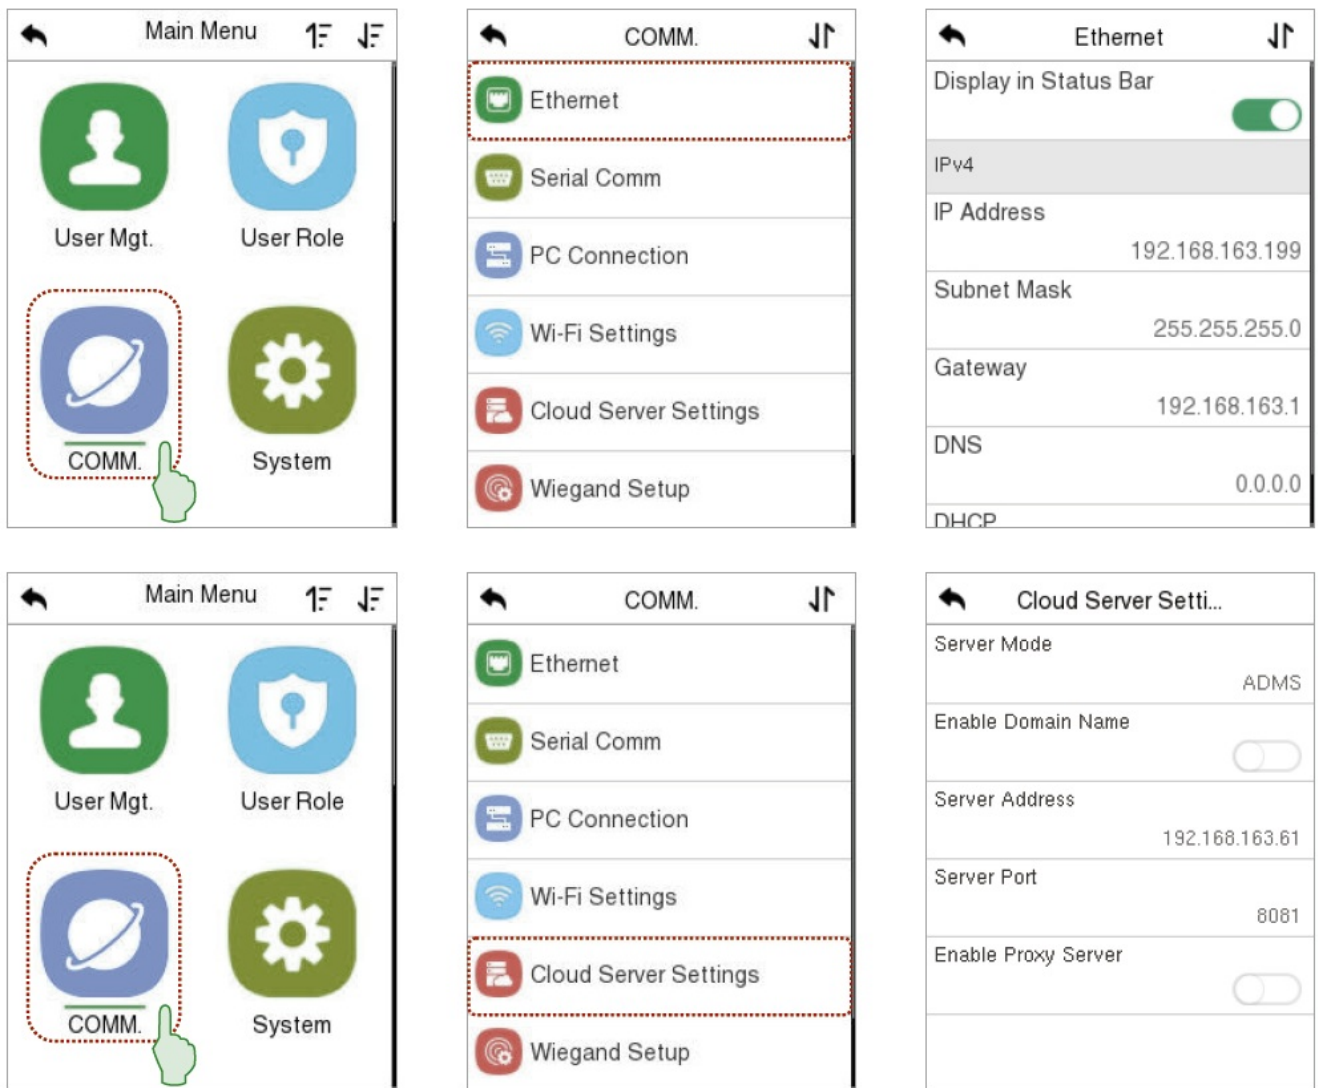 Main Menu
User Mgt.
User Role
COMM.
System
COMM.
Ethernet
Serial Comm
PC Connection
Wi-Fi Settings
Cloud Server Settings
Wiegand Setup
Ethernet
Display in Status Bar
IPv4
IP Address
192.168.163.199
Subnet Mask
255.255.255.0
Gateway
192.168.163.1
DNS
0.0.0.0
DHCP
Main Menu
User Mgt.
User Role
COMM.
System
COMM.
Ethernet
Serial Comm
PC Connection
Wi-Fi Settings
Cloud Server Settings
Wiegand Setup
Cloud Server Setti...
Server Mode
ADMS
Enable Domain Name
Server Address
192.168.163.61
Server Port
8081
Enable Proxy Server